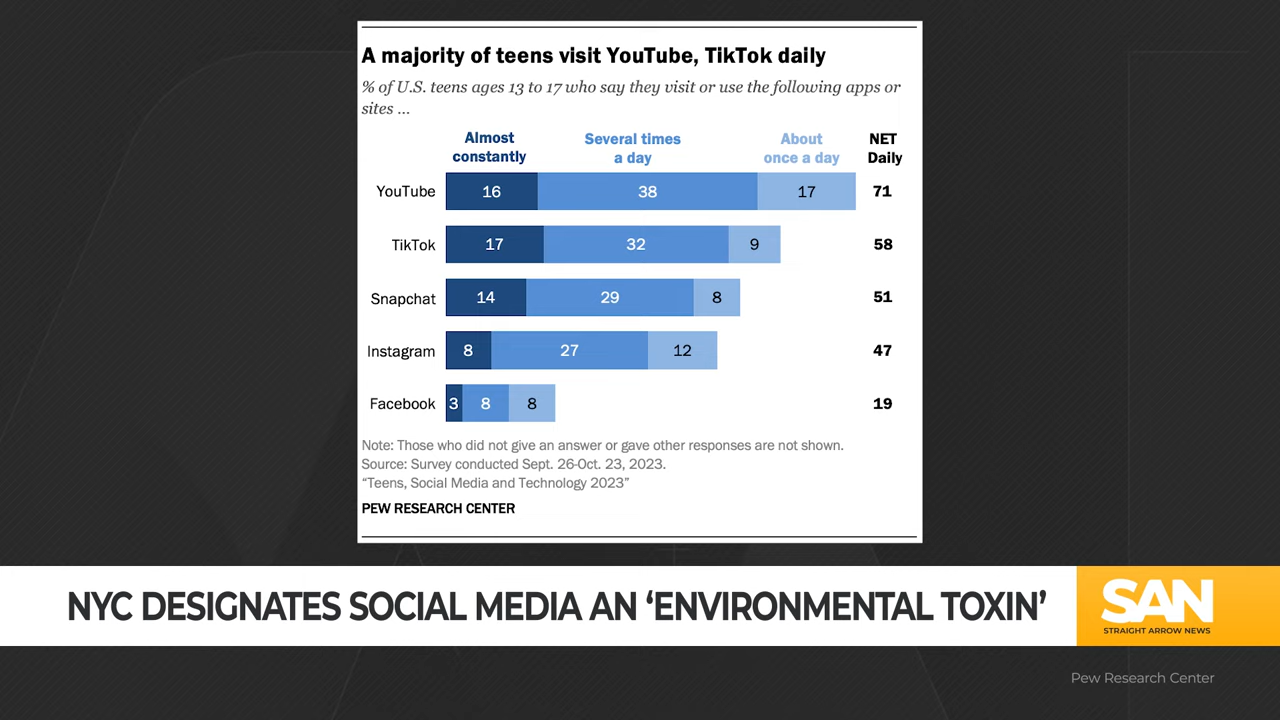 A majority of teens visit YouTube, TikTok daily
% of U.S. teens ages 13 to 17 who say they visit or use the following apps or
sites ...
Almost constantly
Several times a day
About once a day
NET Daily
YouTube 16 38 17 71
TikTok 17 32 9 58
Snapchat 14 29 8 51
Instagram 8 27 12 47
Facebook 3 8 8 19
Note: Those who did not give an answer or gave other responses are not shown.
Source: Survey conducted Sept. 26-Oct. 23, 2023.
“Teens, Social Media and Technology 2023”
PEW RESEARCH CENTER
NYC DESIGNATES SOCIAL MEDIA AN ‘ENVIRONMENTAL TOXIN’
SAN
STRAIGHT ARROW NEWS
Pew Research Center